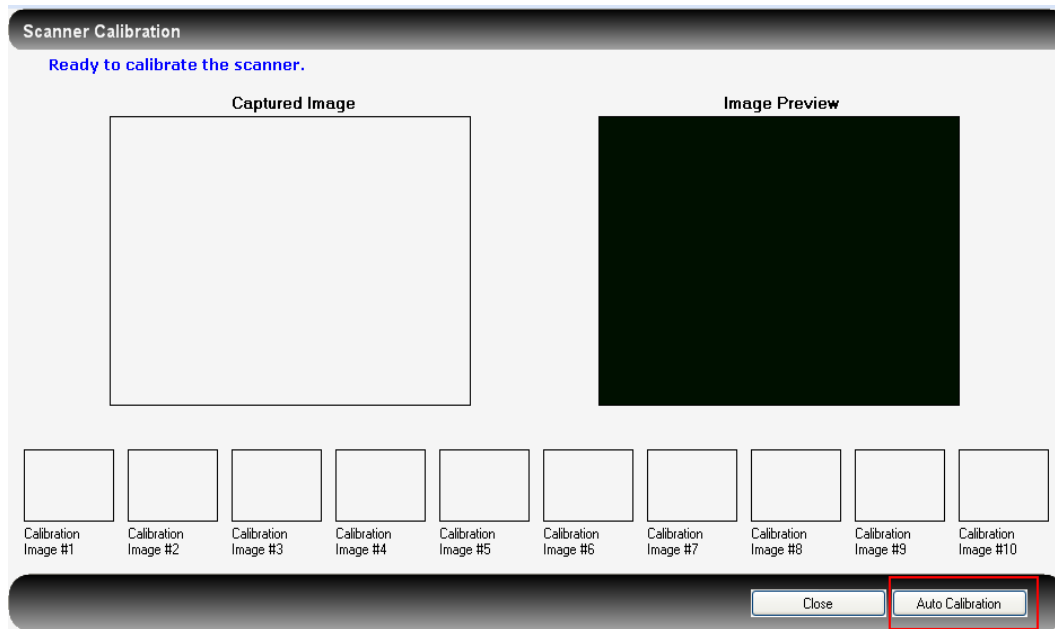 Scanner Calibration
Ready to calibrate the scanner.
Captured Image
Image Preview
Calibration
Image #1
Calibration
Image #2
Calibration
Image #3
Calibration
Image #4
Calibration
Image #5
Calibration
Image #6
Calibration
Image #7
Calibration
Image #8
Calibration
Image #9
Calibration
Image #10
Close
Auto Calibration